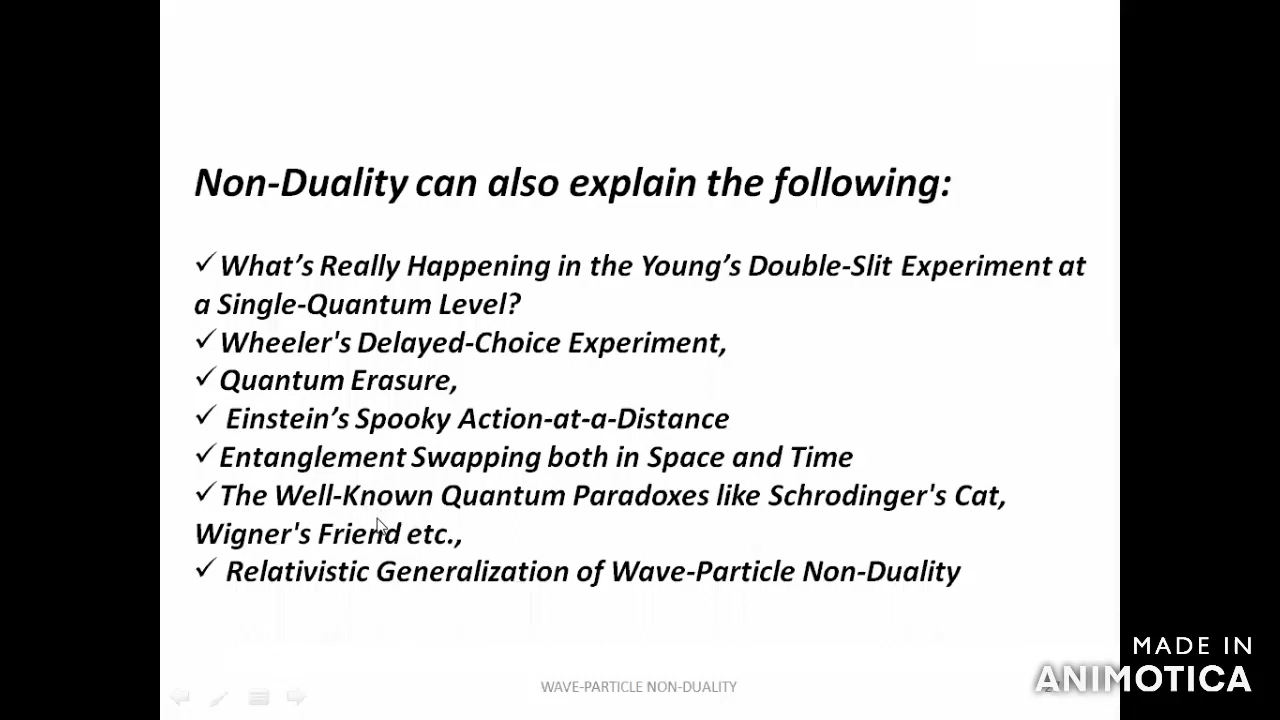 Non-Duality can also explain the following:
✓What's Really Happening in the Young's Double-Slit Experiment at
a Single-Quantum Level?
✓Wheeler's Delayed-Choice Experiment,
✓Quantum Erasure,
✓ Einstein's Spooky Action-at-a-Distance
✓Entanglement Swapping both in Space and Time
✓The Well-Known Quantum Paradoxes like Schrodinger's Cat,
Wigner's Friend etc.,
✓ Relativistic Generalization of Wave-Particle Non-Duality
WAVE-PARTICLE NON-DUALITY
MADE IN
ANIMOTICA